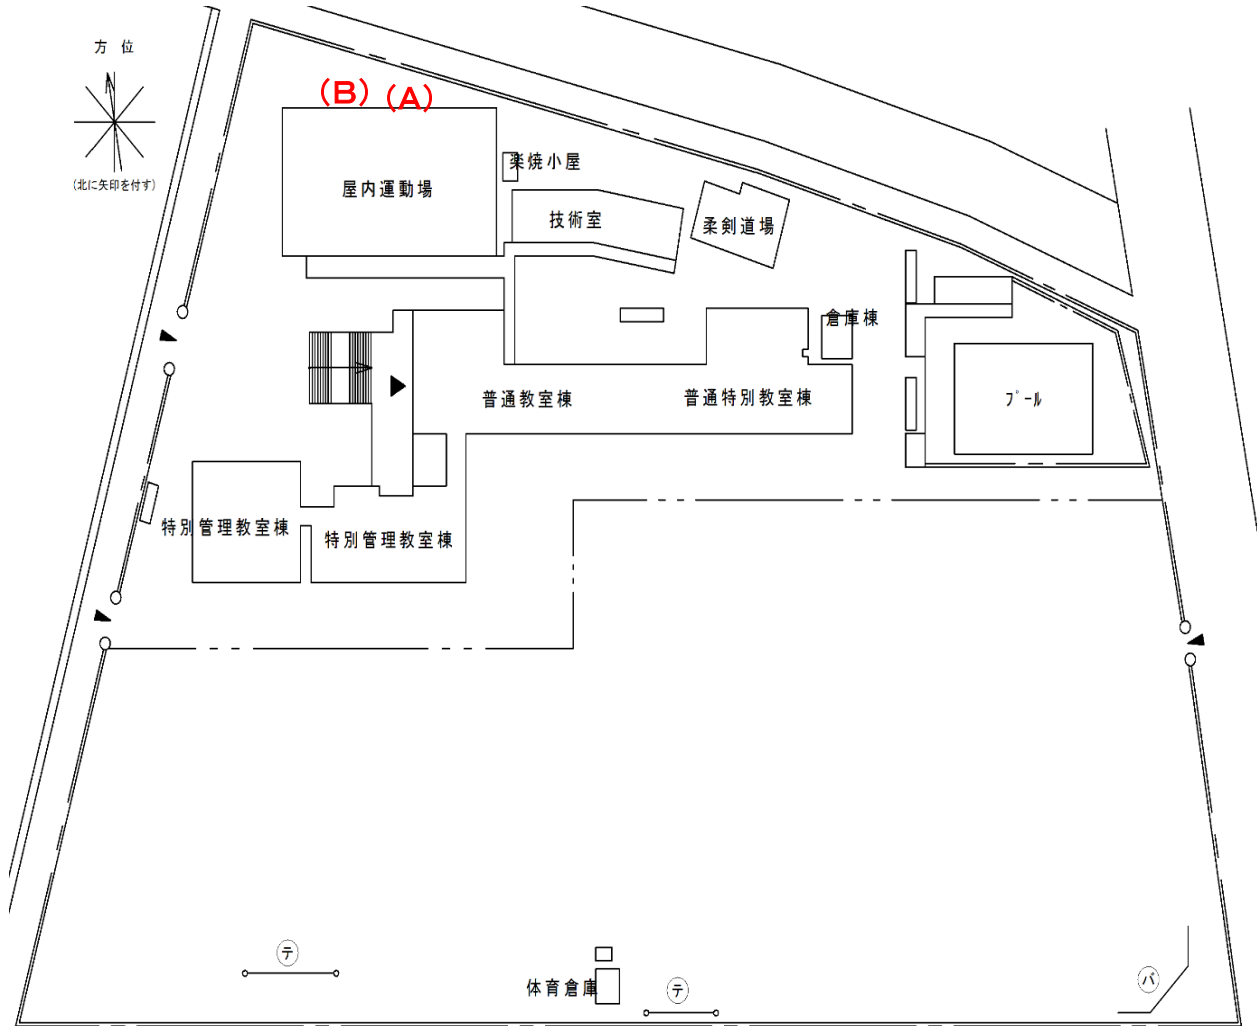 方 位
(北に矢印を付す)
(B) (A)
楽焼小屋
屋内運動場
技術室
柔剣道場
倉庫棟
普通教室棟
普通特別教室棟
プール
特別管理教室棟
特別管理教室棟
テ
体育倉庫
テ
バ